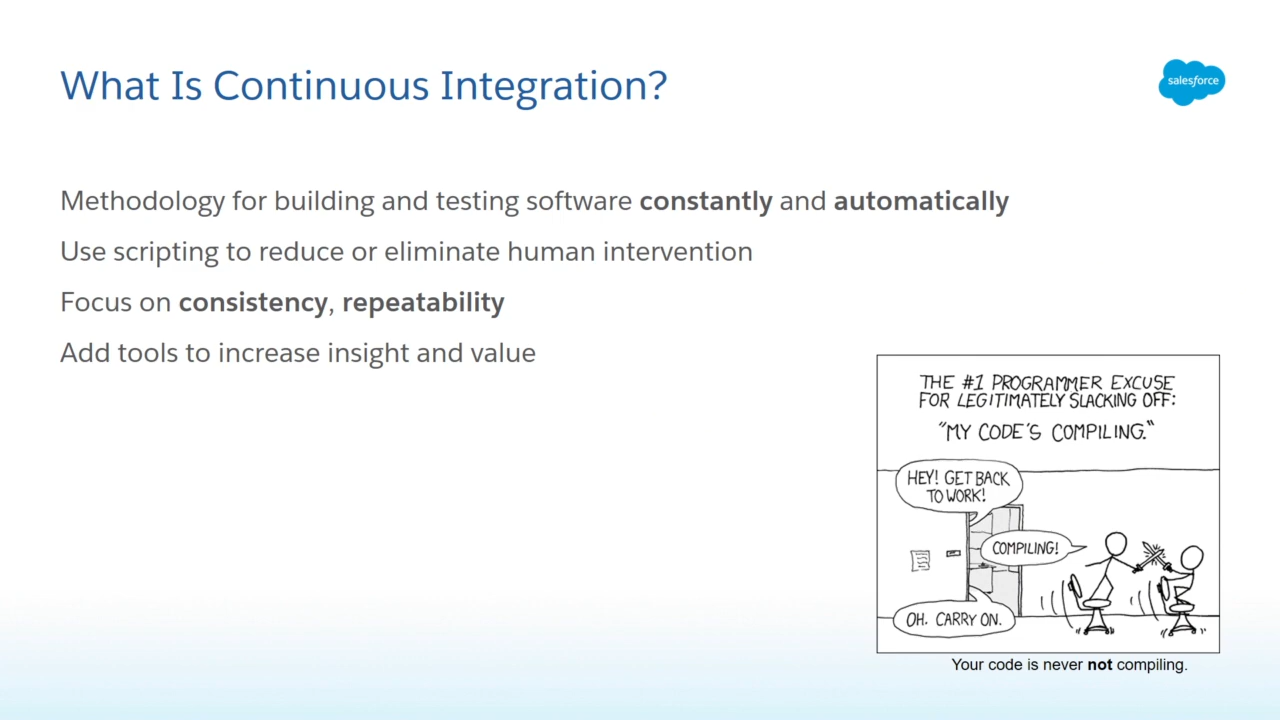 What Is Continuous Integration?
salesforce
Methodology for building and testing software constantly and automatically
Use scripting to reduce or eliminate human intervention
Focus on consistency, repeatability
Add tools to increase insight and value
THE #1 PROGRAMMER EXCUSE
FOR LEGITIMATELY SLACKING OFF:
"MY CODE'S COMPILING."
HEY! GET BACK
TO WORK!
COMPILING!
OH. CARRY ON.
Your code is never not compiling.